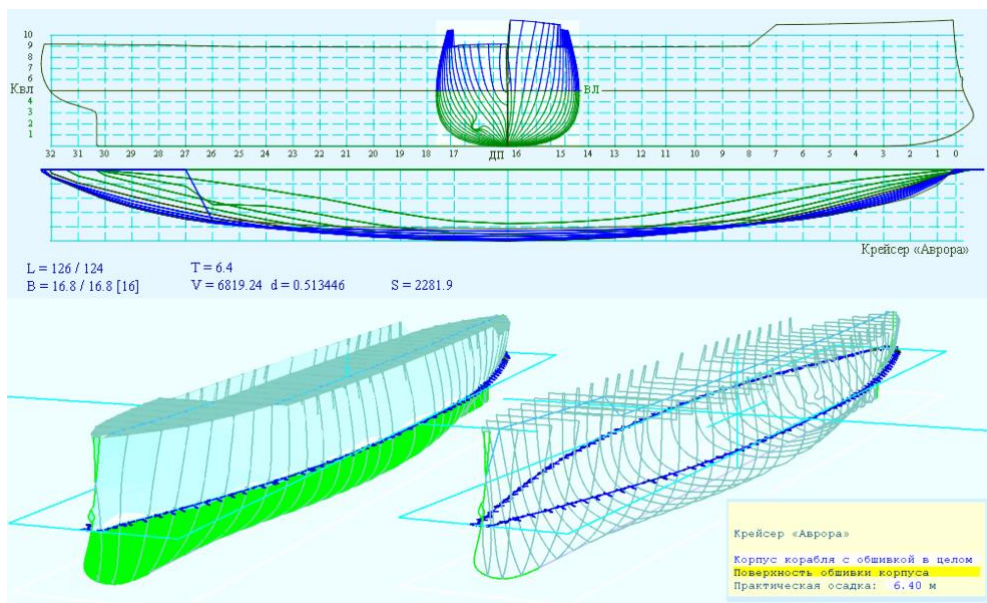 10
9
8
7
6
Квл
ВЛ
4
3
2
1
32 31 30 29 28 27 26 25 24 23 22 21 20 19 18 17 ДП 16 15 14 13 12 11 10 9 8 7 6 5 4 3 2 1 0
Крейсер «Аврора»
L = 126 / 124 T = 6.4
B = 16.8 / 16.8 [16] V = 6819.24 d = 0.513446 S = 2281.9
Крейсер «Аврора»
Корпус корабля с обшивкой в целом
Поверхность обшивки корпуса
Практическая осадка: 6.40 м